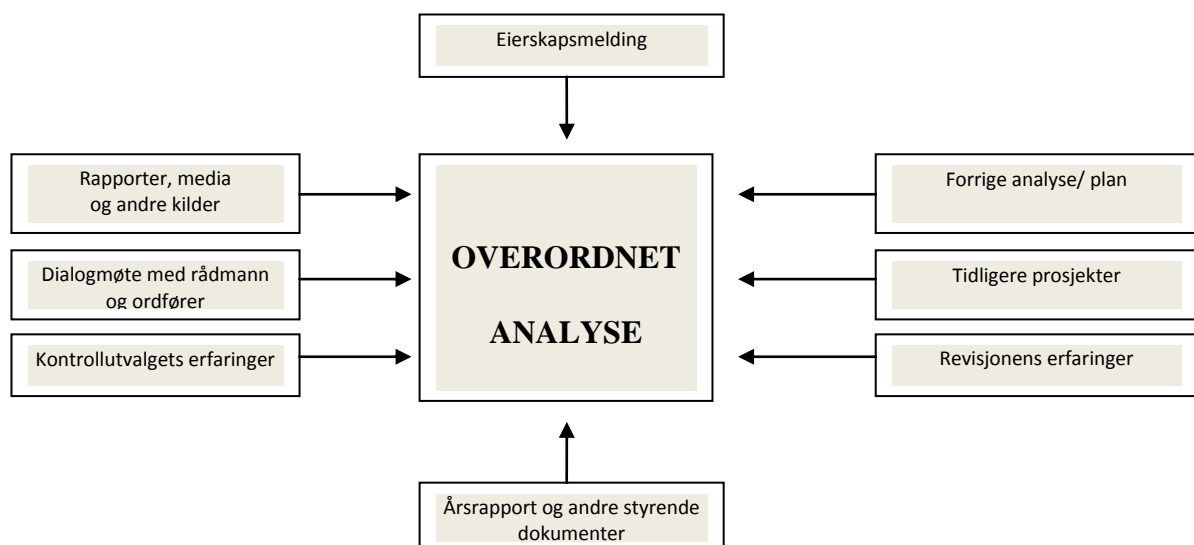 Eierskapsmelding
Rapporter, media
og andre kilder
Dialogmøte med rådmann
og ordfører
Kontrollutvalgets erfaringer
OVERORDNET
ANALYSE
Forrige analyse/ plan
Tidligere prosjekter
Revisjonens erfaringer
Årsrapport og andre styrende
dokumenter